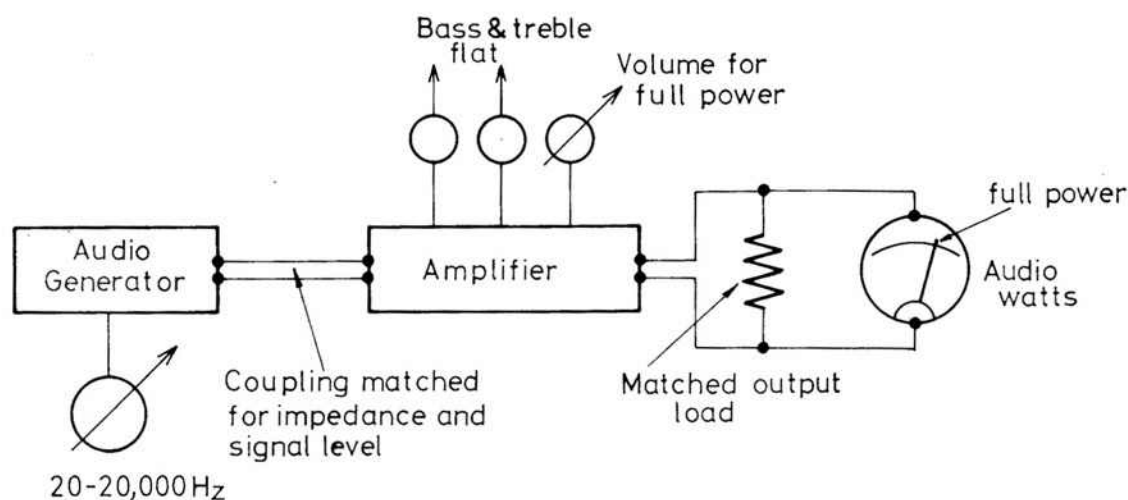 Bass & treble
flat
Volume for
full power
full power
Audio
Generator
Amplifier
Audio
watts
Coupling matched
for impedance and
signal level
Matched output
load
20-20,000Hz